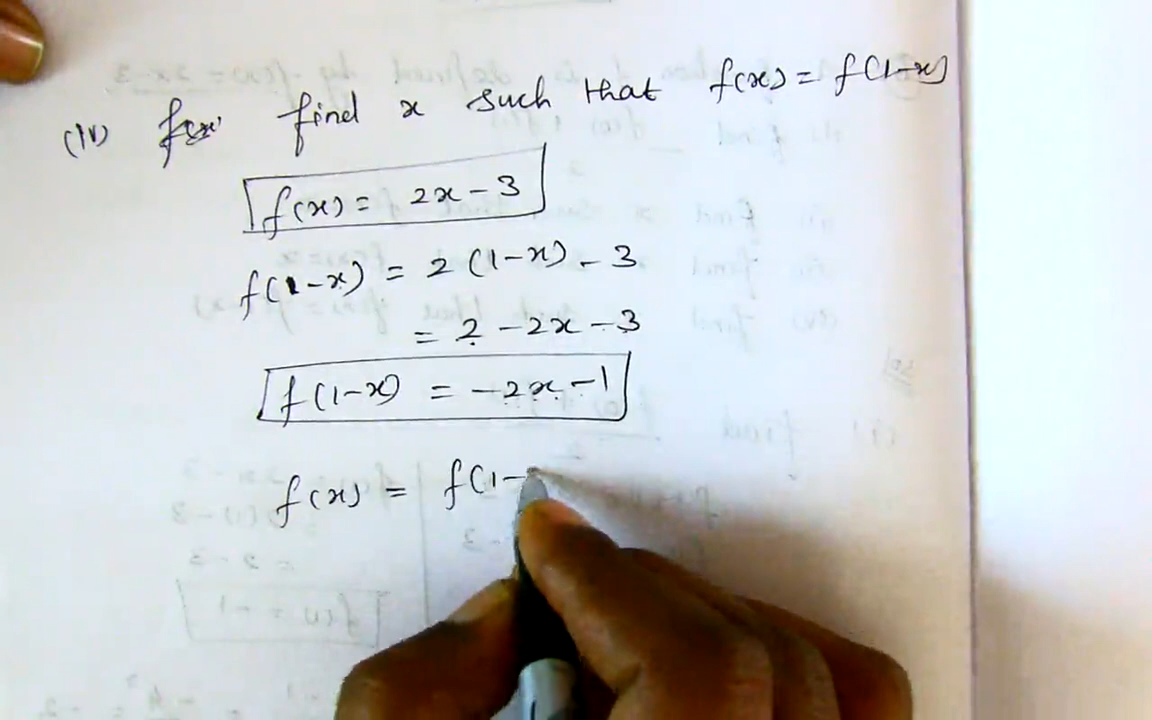 (IV) f(x) find x such that f(x) = f(1-x)
f(x) = 2x - 3
f(1-x) = 2(1-x) - 3
= 2 - 2x - 3
f(1-x) = -2x - 1
f(x) = f(1-